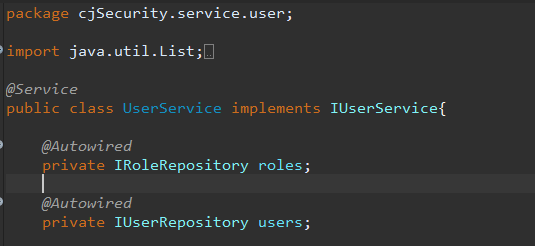 package cjSecurity.service.user;
import java.util.List;
@Service
public class UserService implements IUserService{
@Autowired
private IRoleRepository roles;
@Autowired
private IUserRepository users;